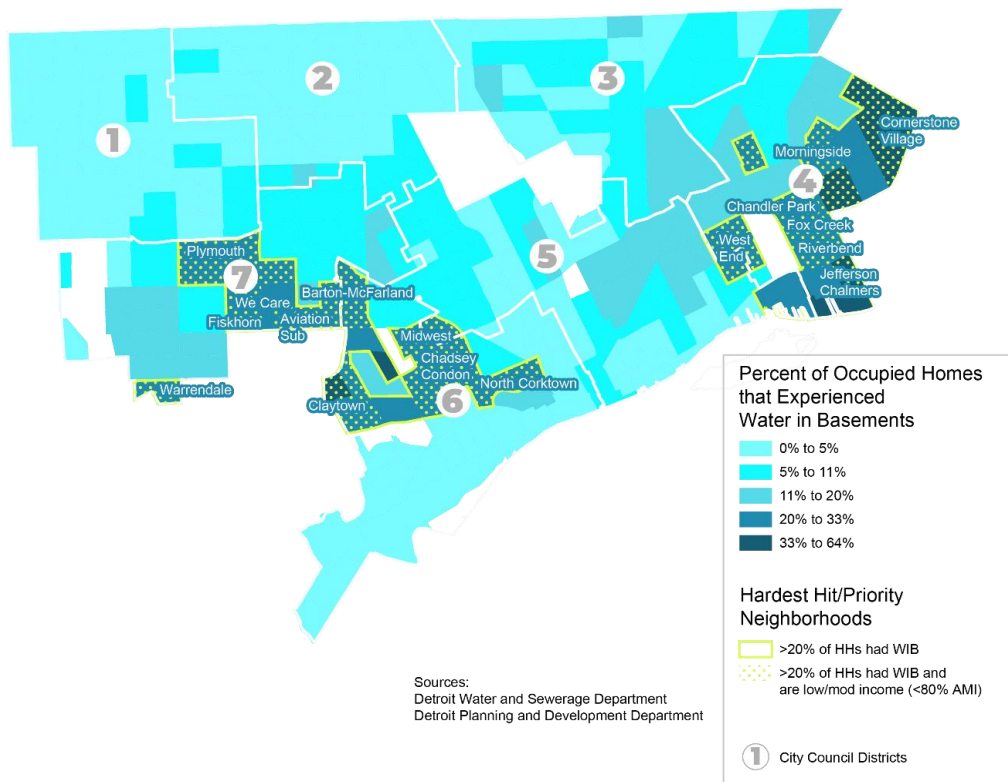 1
2
3
Cornerstone
Village
Morningside
4
Chandler Park
Fox Creek
West
End
Riverbend
Jefferson
Chalmers
5
Plymouth
7
We Care
Fiskhorn
Aviation
Sub
Barton-McFarland
Midwest
Chadsey
Condon
North Corktown
Warrendale
Claytown
6
Percent of Occupied Homes
that Experienced
Water in Basements
0% to 5%
5% to 11%
11% to 20%
20% to 33%
33% to 64%
Hardest Hit/Priority
Neighborhoods
>20% of HHs had WIB
>20% of HHs had WIB and
are low/mod income (<80% AMI)
1 City Council Districts
Sources:
Detroit Water and Sewerage Department
Detroit Planning and Development Department